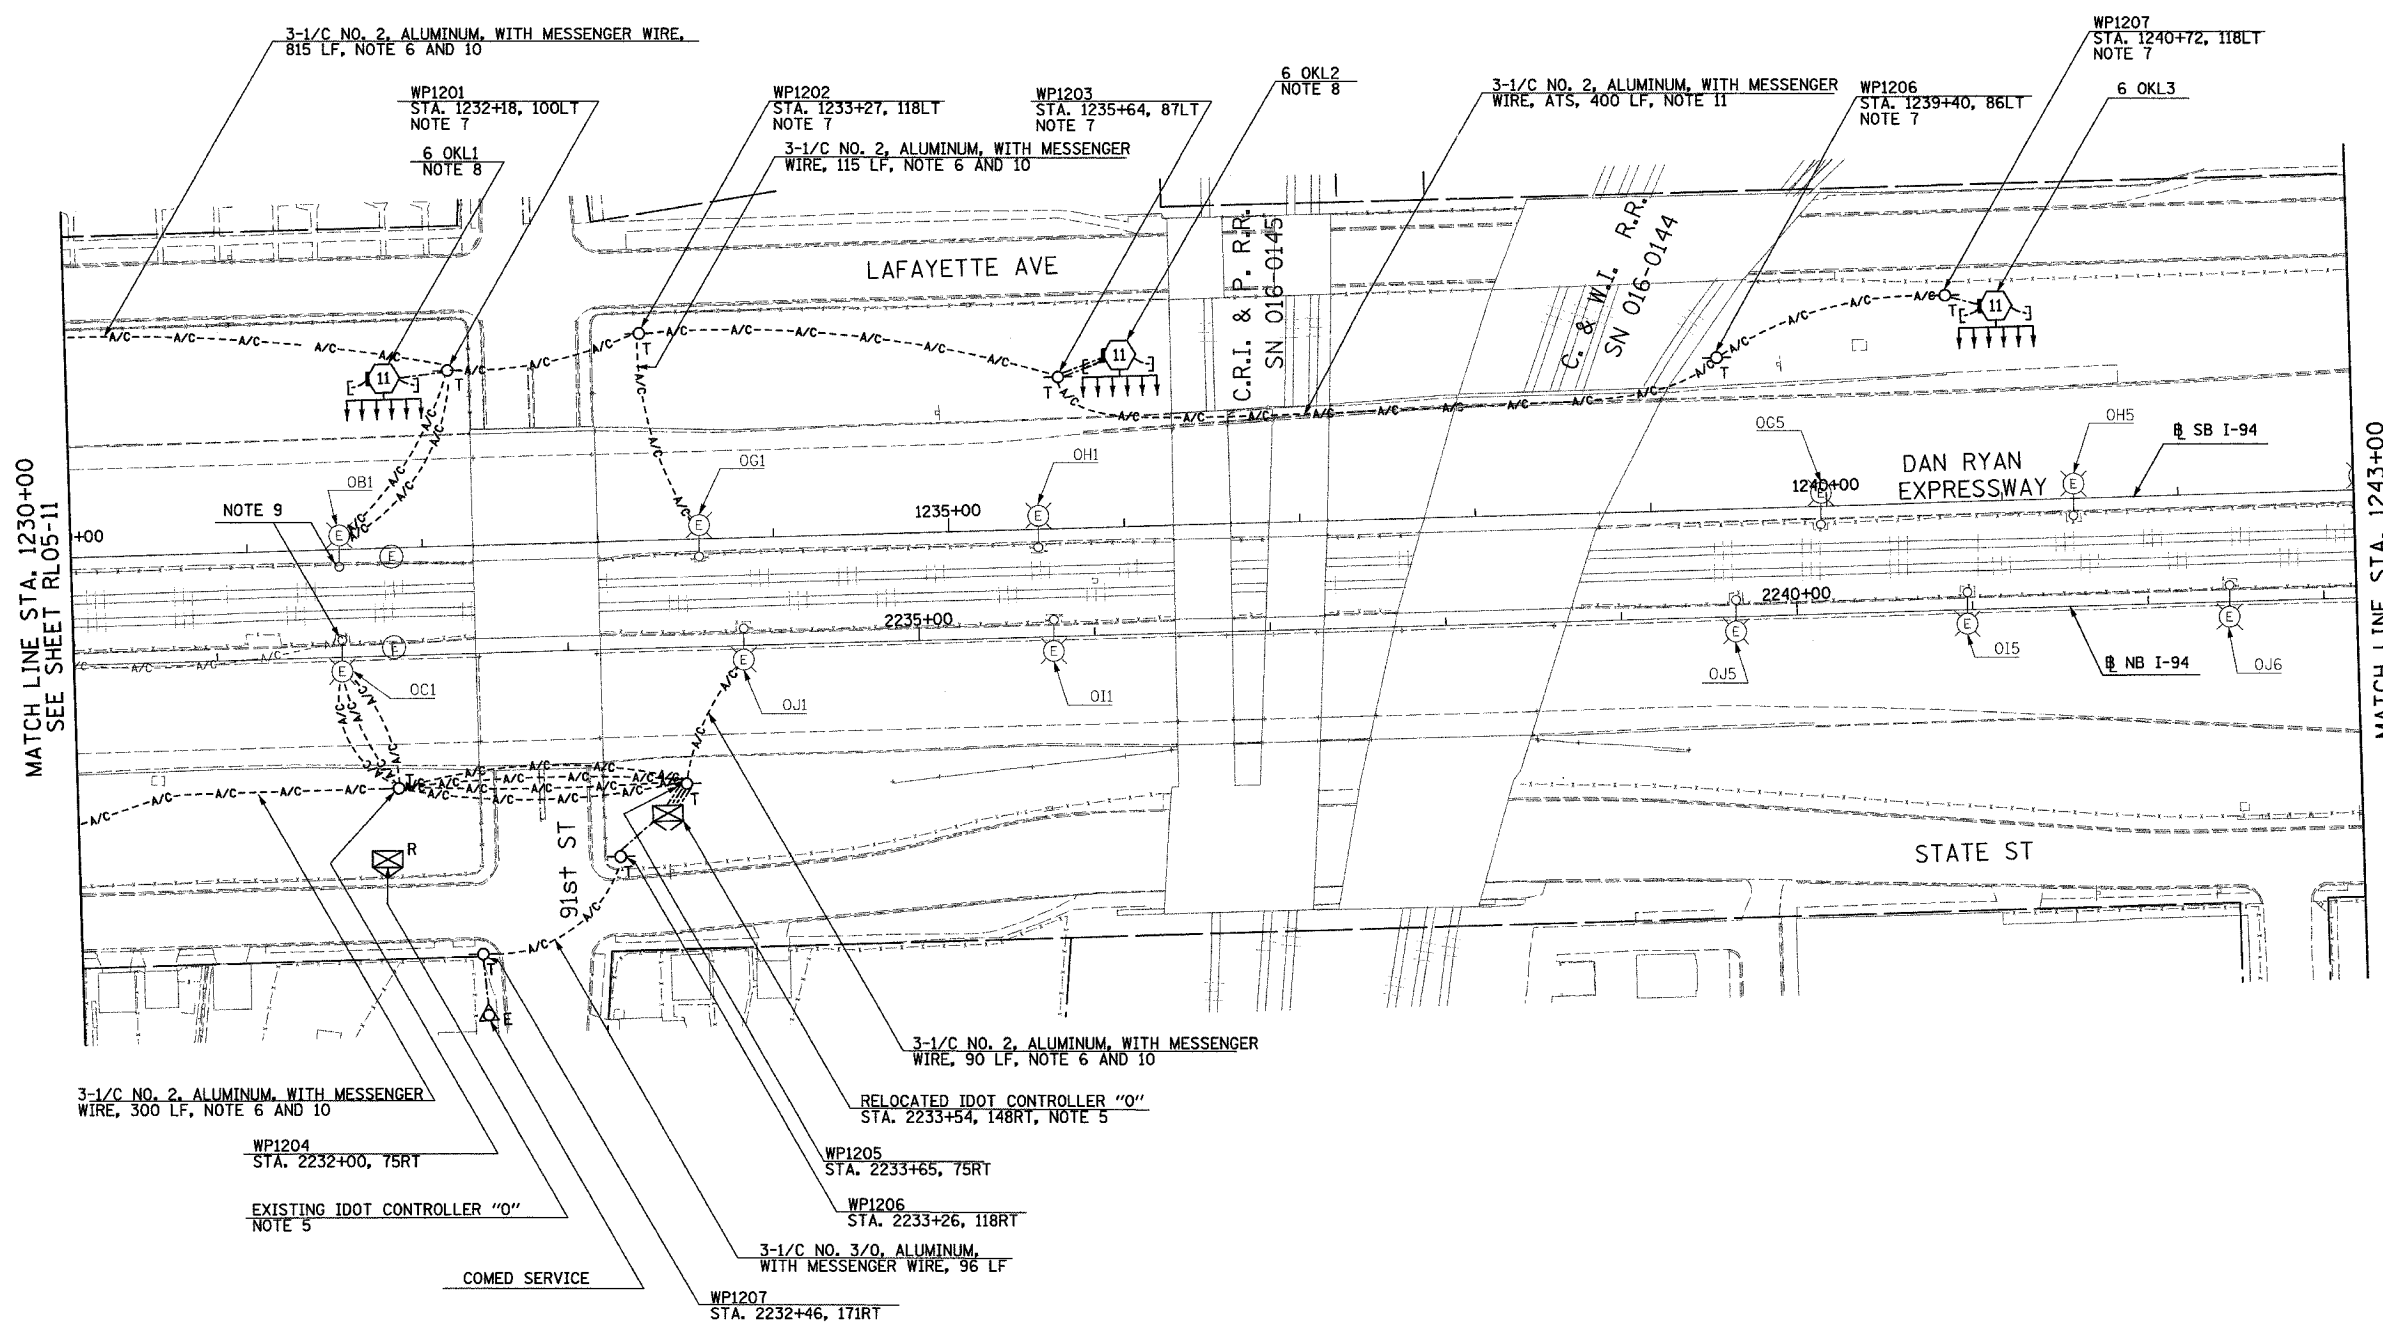 3-1/C NO. 2, ALUMINUM, WITH MESSENGER WIRE,
815 LF, NOTE 6 AND 10
WP1201
STA. 1232+18, 100LT
NOTE 7
6 OKL1
NOTE 8
WP1202
STA. 1233+27, 118LT
NOTE 7
3-1/C NO. 2, ALUMINUM, WITH MESSENGER
WIRE, 115 LF, NOTE 6 AND 10
WP1203
STA. 1235+64, 87LT
NOTE 7
6 OKL2
NOTE 8
3-1/C NO. 2, ALUMINUM, WITH MESSENGER
WIRE, ATS, 400 LF, NOTE 11
WP1206
STA. 1239+40, 86LT
NOTE 7
WP1207
STA. 1240+72, 118LT
NOTE 7
6 OKL3
LAFAYETTE AVE
C.R.I. & P. R.R.
SN 016-0145
C. & W.I. R.R.
SN 016-0144
11
11
11
MATCH LINE STA. 1230+00
SEE SHEET RL05-11
MATCH LINE STA. 1243+00
NOTE 9
OB1
OG1
OH1
OG5
OH5
SB I-94
DAN RYAN
EXPRESSWAY
+00
1235+00
1240+00
2235+00
2240+00
OC1
OJ1
OI1
OJ5
OI5
NB I-94
OJ6
R
91st ST
STATE ST
E
3-1/C NO. 2, ALUMINUM, WITH MESSENGER
WIRE, 300 LF, NOTE 6 AND 10
WP1204
STA. 2232+00, 75RT
EXISTING IDOT CONTROLLER "O"
NOTE 5
COMED SERVICE
3-1/C NO. 2, ALUMINUM, WITH MESSENGER
WIRE, 90 LF, NOTE 6 AND 10
RELOCATED IDOT CONTROLLER "O"
STA. 2233+54, 148RT, NOTE 5
WP1205
STA. 2233+65, 75RT
WP1206
STA. 2233+26, 118RT
3-1/C NO. 3/0, ALUMINUM,
WITH MESSENGER WIRE, 96 LF
WP1207
STA. 2232+46, 171RT